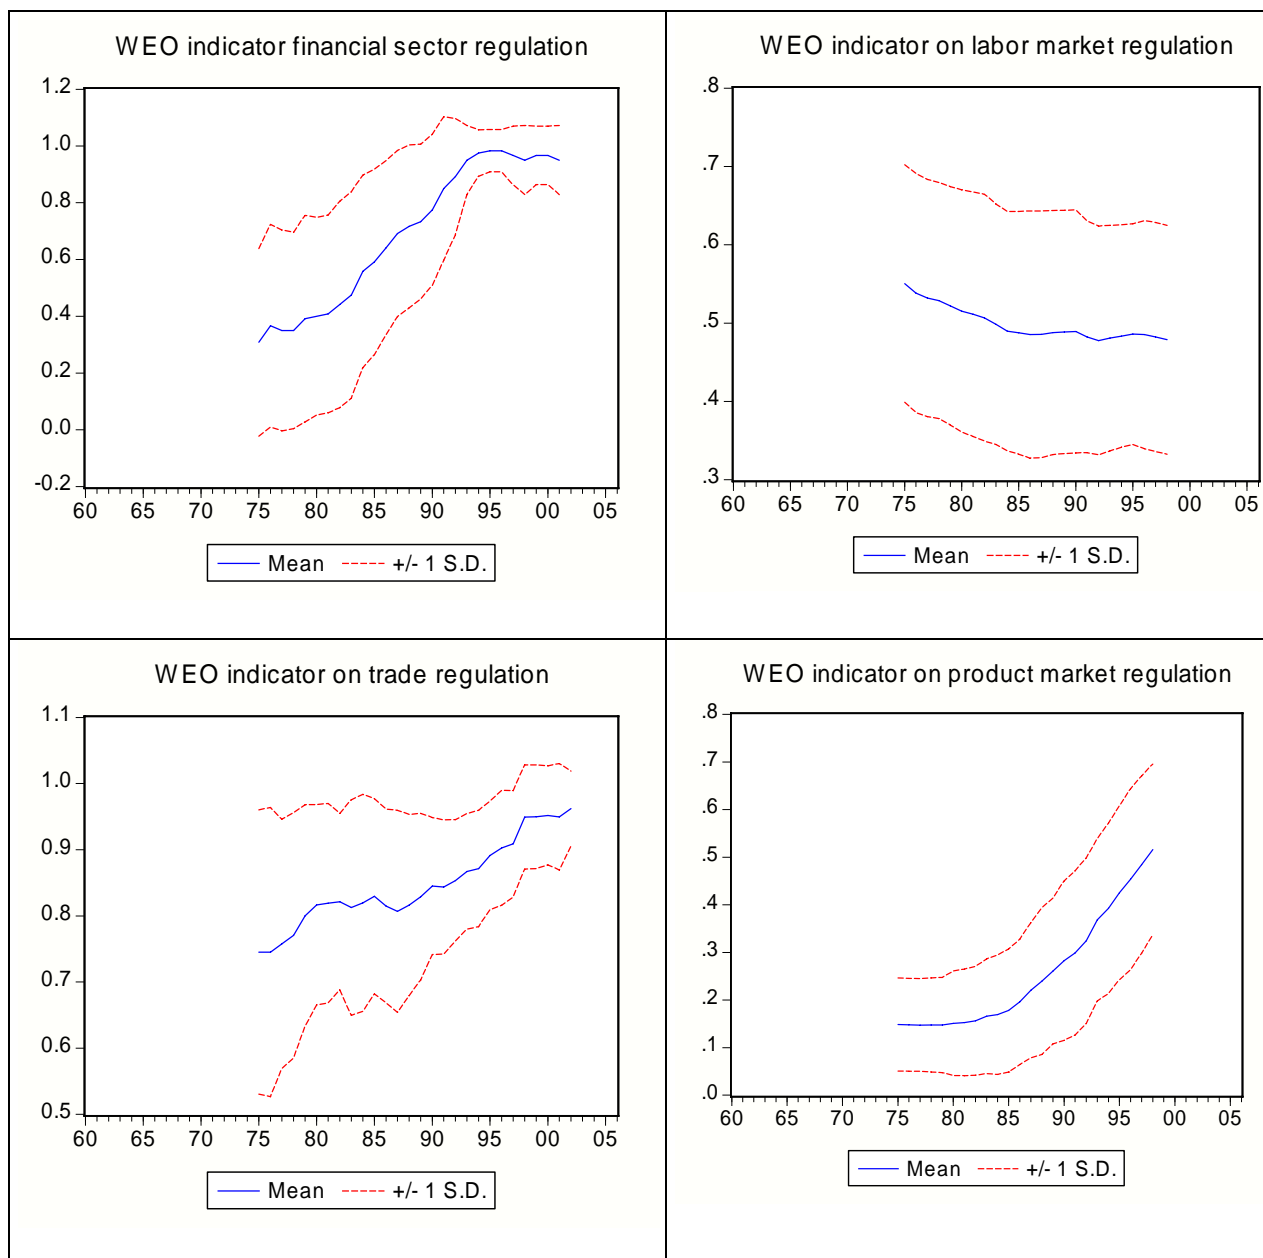 WEO indicator financial sector regulation
1.2
1.0
0.8
0.6
0.4
0.2
0.0
-0.2
60 65 70 75 80 85 90 95 00 05
Mean +/- 1 S.D.
WEO indicator on labor market regulation
.8
.7
.6
.5
.4
.3
60 65 70 75 80 85 90 95 00 05
Mean +/- 1 S.D.
WEO indicator on trade regulation
1.1
1.0
0.9
0.8
0.7
0.6
0.5
60 65 70 75 80 85 90 95 00 05
Mean +/- 1 S.D.
WEO indicator on product market regulation
.8
.7
.6
.5
.4
.3
.2
.1
.0
60 65 70 75 80 85 90 95 00 05
Mean +/- 1 S.D.